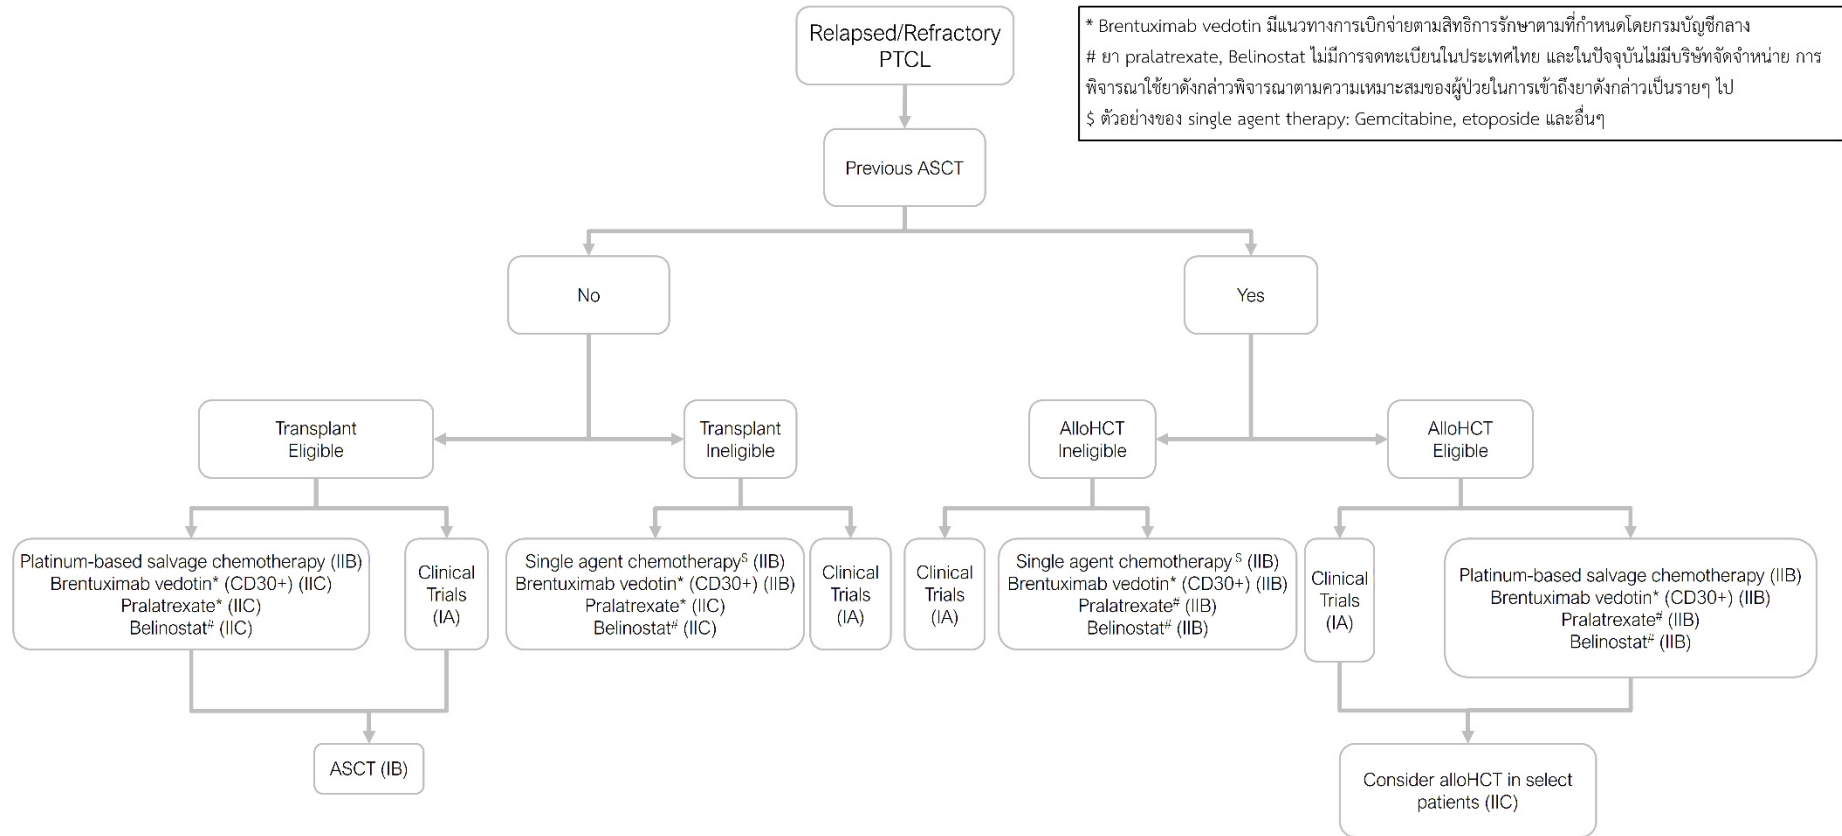 Relapsed/Refractory
PTCL
* Brentuximab vedotin มีแนวทางการเบิกจ่ายตามสิทธิการรักษาตามที่กำหนดโดยกรมบัญชีกลาง
# ยา pralatrexate, Belinostat ไม่มีการจดทะเบียนในประเทศไทย และในปัจจุบันไม่มีบริษัทจัดจำหน่าย การ
พิจารณาใช้ยาดังกล่าวพิจารณาตามความเหมาะสมของผู้ป่วยในการเข้าถึงยาดังกล่าวเป็นรายๆ ไป
$ ตัวอย่างของ single agent therapy: Gemcitabine, etoposide และอื่นๆ
Previous ASCT
No
Yes
Transplant
Eligible
Transplant
Ineligible
AlloHCT
Ineligible
AlloHCT
Eligible
Platinum-based salvage chemotherapy (IIB)
Brentuximab vedotin* (CD30+) (IIC)
Pralatrexate* (IIC)
Belinostat# (IIC)
Clinical
Trials
(IA)
Single agent chemotherapy$ (IIB)
Brentuximab vedotin* (CD30+) (IIB)
Pralatrexate* (IIC)
Belinostat# (IIC)
Clinical
Trials
(IA)
Clinical
Trials
(IA)
Single agent chemotherapy$ (IIB)
Brentuximab vedotin* (CD30+) (IIB)
Pralatrexate# (IIB)
Belinostat# (IIB)
Clinical
Trials
(IA)
Platinum-based salvage chemotherapy (IIB)
Brentuximab vedotin* (CD30+) (IIB)
Pralatrexate# (IIB)
Belinostat# (IIB)
ASCT (IB)
Consider alloHCT in select
patients (IIC)